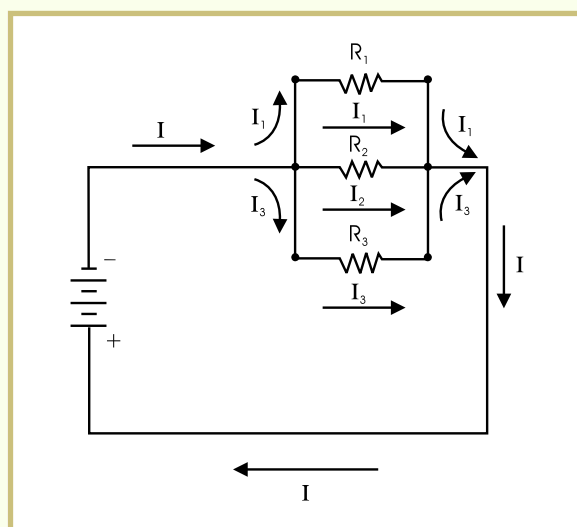 R₁
I₁
I₁
I₁
I
R₂
I₂
I₃
I₃
R₃
I₃
I
−
+
I